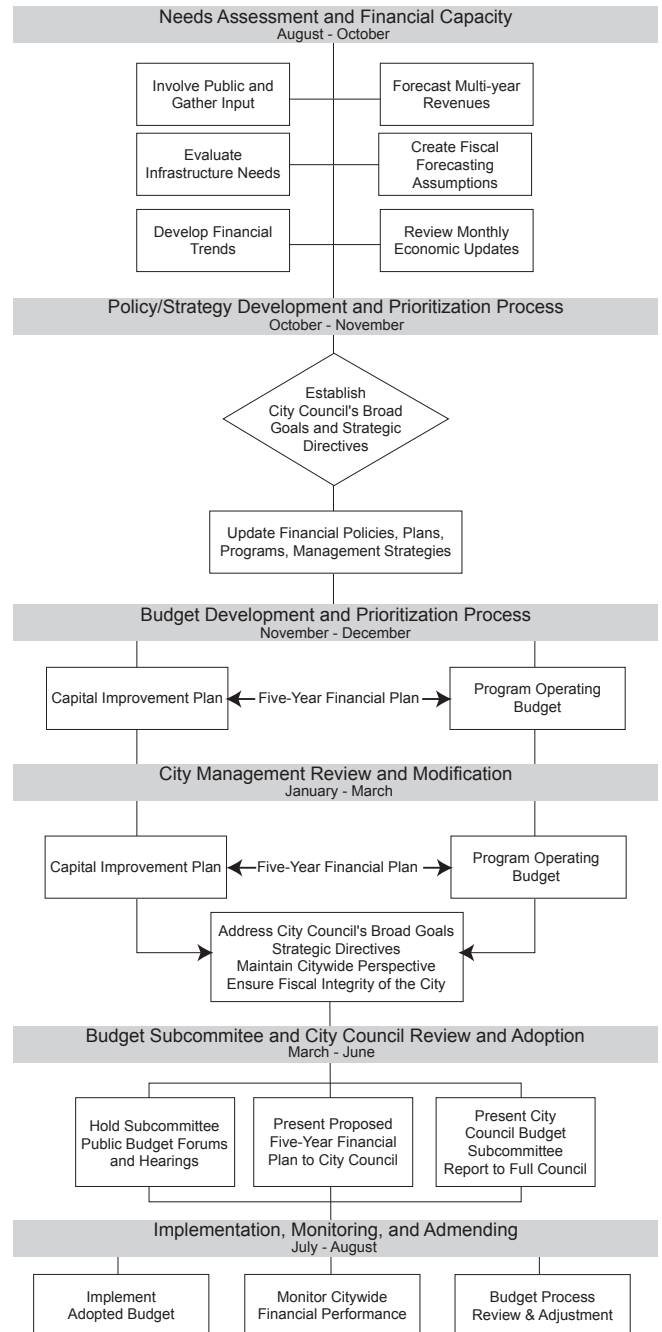 Needs Assessment and Financial Capacity
August - October
Involve Public and
Gather Input
Forecast Multi-year
Revenues
Evaluate
Infrastructure Needs
Create Fiscal
Forecasting
Assumptions
Develop Financial
Trends
Review Monthly
Economic Updates
Policy/Strategy Development and Prioritization Process
October - November
Establish
City Council's Broad
Goals and Strategic
Directives
Update Financial Policies, Plans,
Programs, Management Strategies
Budget Development and Prioritization Process
November - December
Capital Improvement Plan
Five-Year Financial Plan
Program Operating
Budget
City Management Review and Modification
January - March
Capital Improvement Plan
Five-Year Financial Plan
Program Operating
Budget
Address City Council's Broad Goals
Strategic Directives
Maintain Citywide Perspective
Ensure Fiscal Integrity of the City
Budget Subcommitee and City Council Review and Adoption
March - June
Hold Subcommittee
Public Budget Forums
and Hearings
Present Proposed
Five-Year Financial
Plan to City Council
Present City
Council Budget
Subcommittee
Report to Full Council
Implementation, Monitoring, and Admending
July - August
Implement
Adopted Budget
Monitor Citywide
Financial Performance
Budget Process
Review & Adjustment